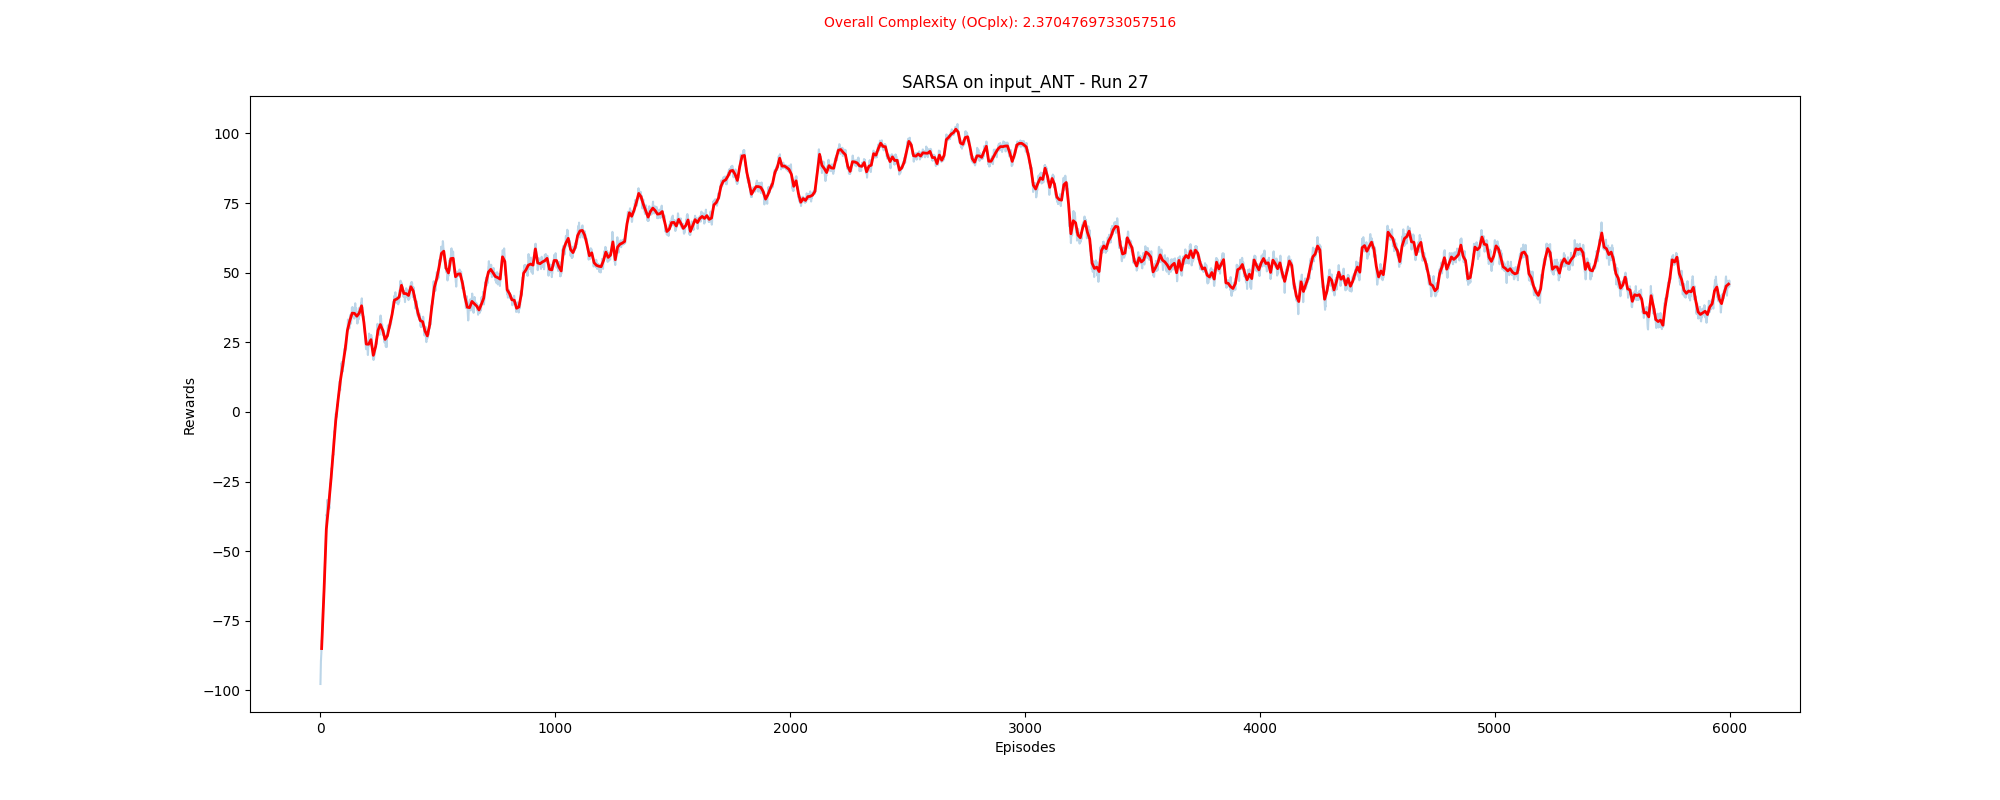 Overall Complexity (OCplx): 2.3704769733057516
SARSA on input_ANT - Run 27
100
75
50
25
0
−25
−50
−75
−100
Rewards
0 1000 2000 3000 4000 5000 6000
Episodes